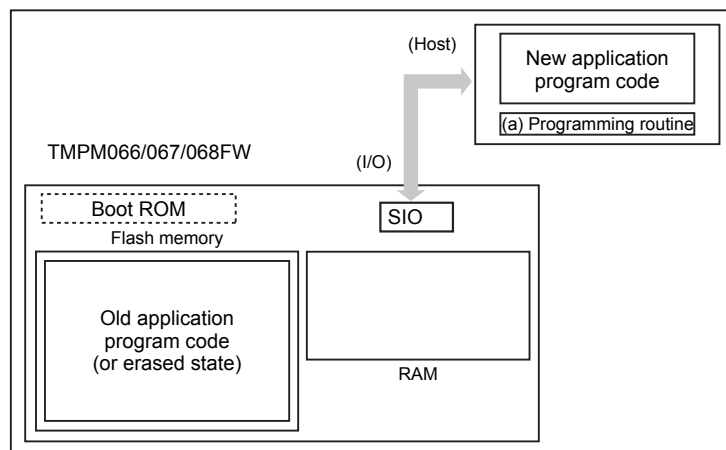 (Host)
New application
program code
(a) Programming routine
TMPM066/067/068FW
(I/O)
Boot ROM
SIO
Flash memory
Old application
program code
(or erased state)
RAM